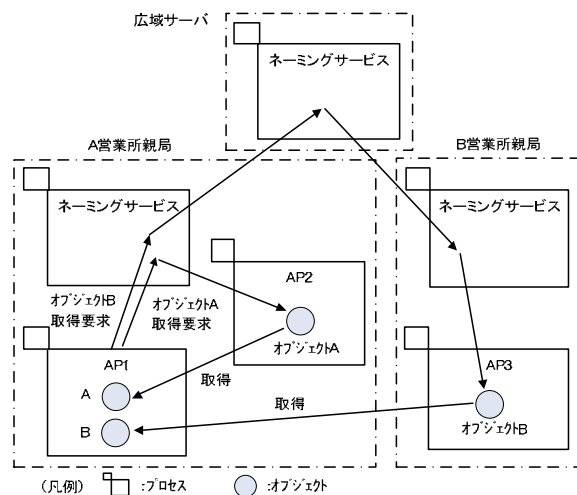 広域サーバ
ネーミングサービス
A営業所親局
B営業所親局
ネーミングサービス
ネーミングサービス
オブジェクトB
取得要求
オブジェクトA
取得要求
AP2
オブジェクトA
AP1
取得
A
B
取得
AP3
オブジェクトB
(凡例)
:プロセス
:オブジェクト